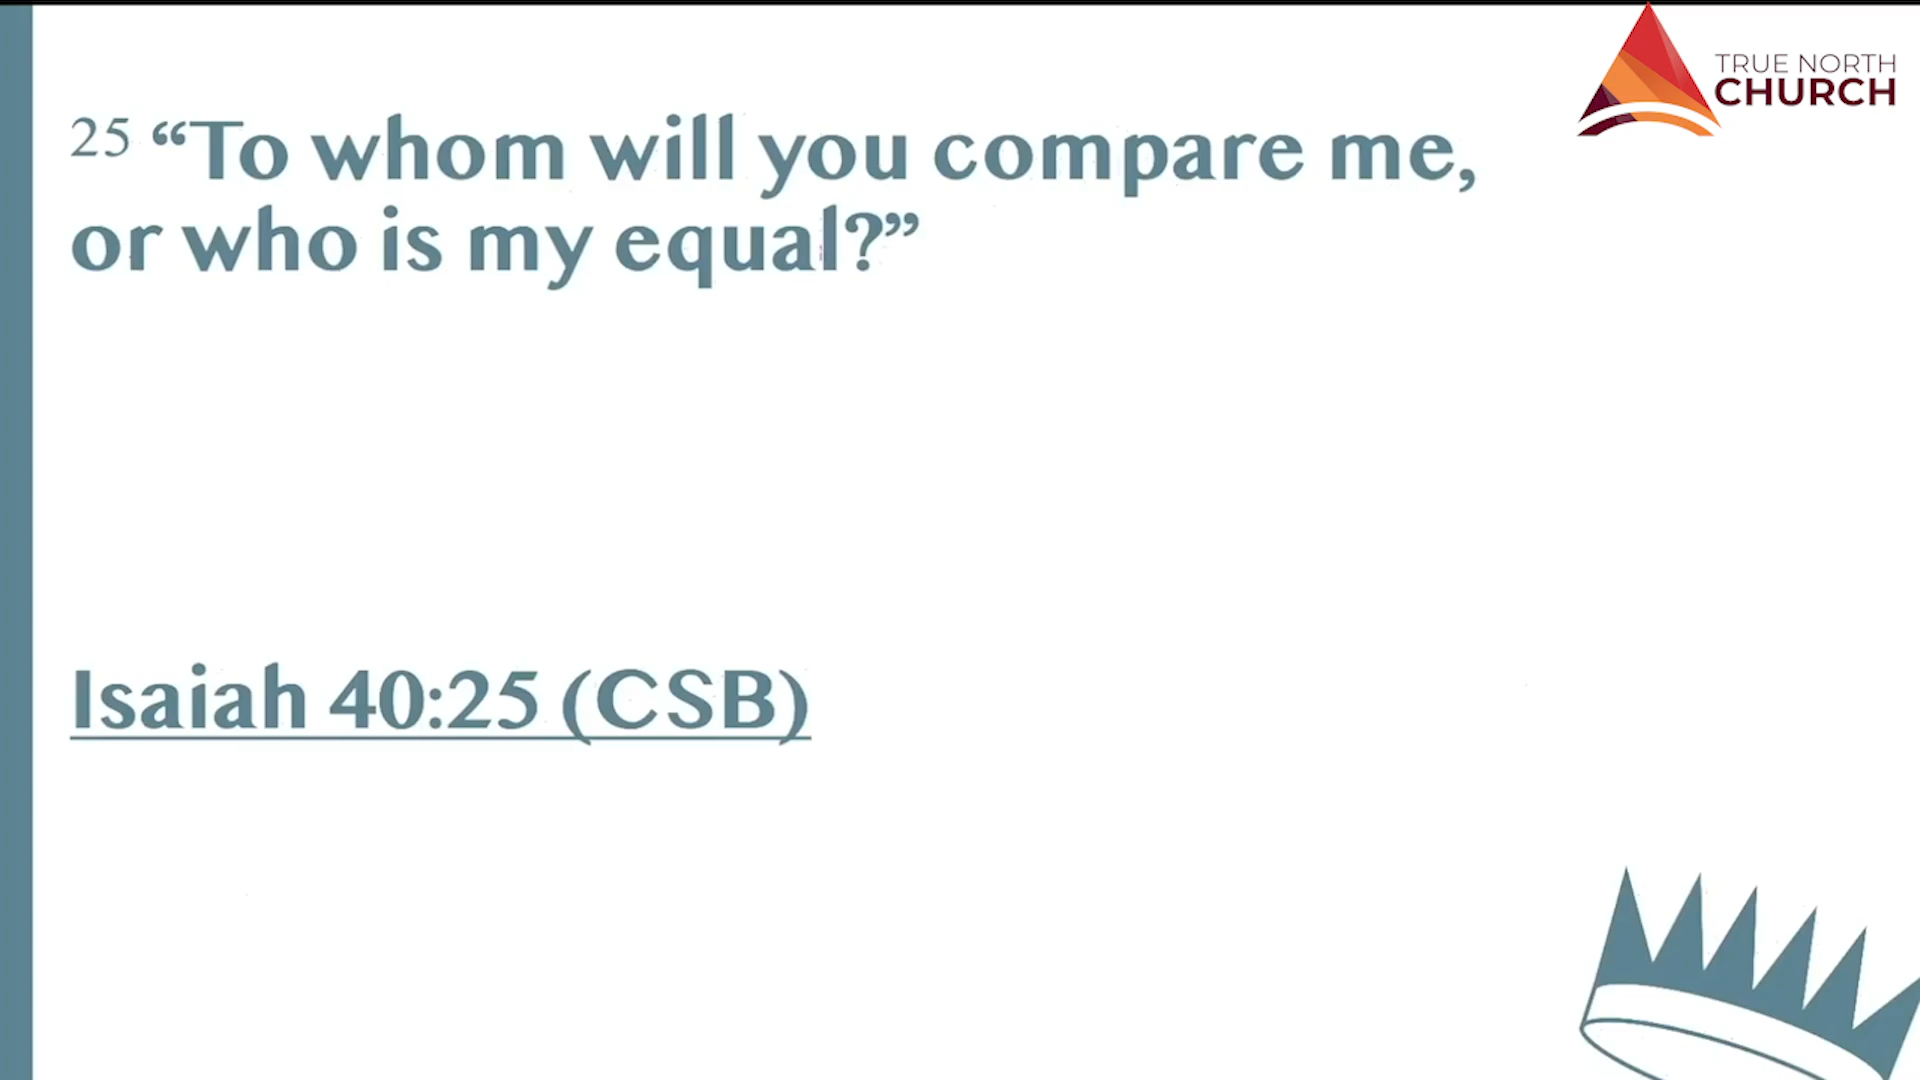 TRUE NORTH
CHURCH
25 “To whom will you compare me,
or who is my equal?”
Isaiah 40:25 (CSB)